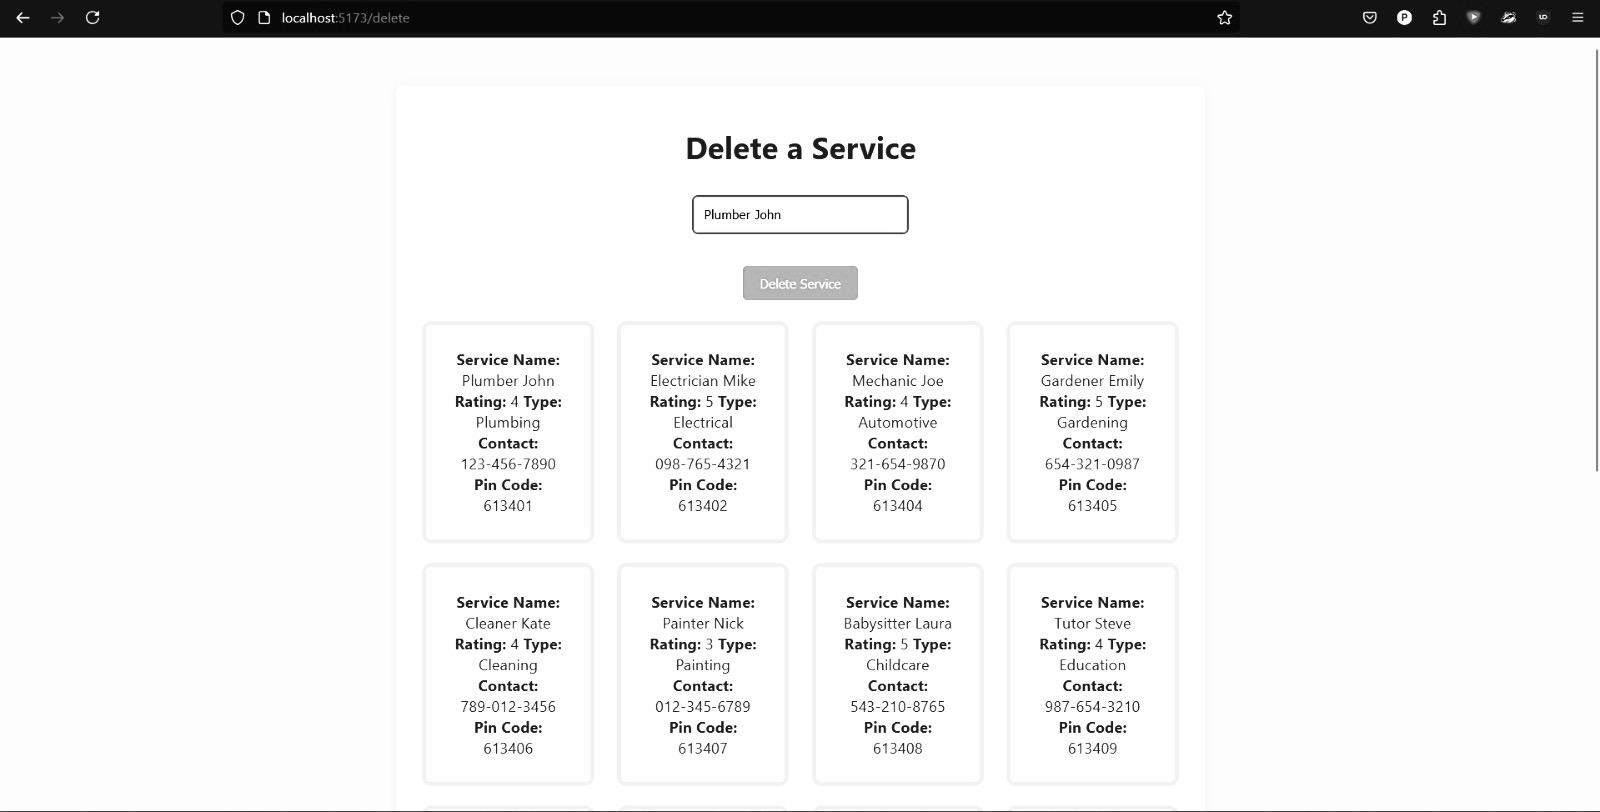 localhost:5173/delete
Delete a Service
Plumber John
Delete Service
Service Name:
Plumber John
Rating: 4 Type:
Plumbing
Contact:
123-456-7890
Pin Code:
613401
Service Name:
Electrician Mike
Rating: 5 Type:
Electrical
Contact:
098-765-4321
Pin Code:
613402
Service Name:
Mechanic Joe
Rating: 4 Type:
Automotive
Contact:
321-654-9870
Pin Code:
613404
Service Name:
Gardener Emily
Rating: 5 Type:
Gardening
Contact:
654-321-0987
Pin Code:
613405
Service Name:
Cleaner Kate
Rating: 4 Type:
Cleaning
Contact:
789-012-3456
Pin Code:
613406
Service Name:
Painter Nick
Rating: 3 Type:
Painting
Contact:
012-345-6789
Pin Code:
613407
Service Name:
Babysitter Laura
Rating: 5 Type:
Childcare
Contact:
543-210-8765
Pin Code:
613408
Service Name:
Tutor Steve
Rating: 4 Type:
Education
Contact:
987-654-3210
Pin Code:
613409